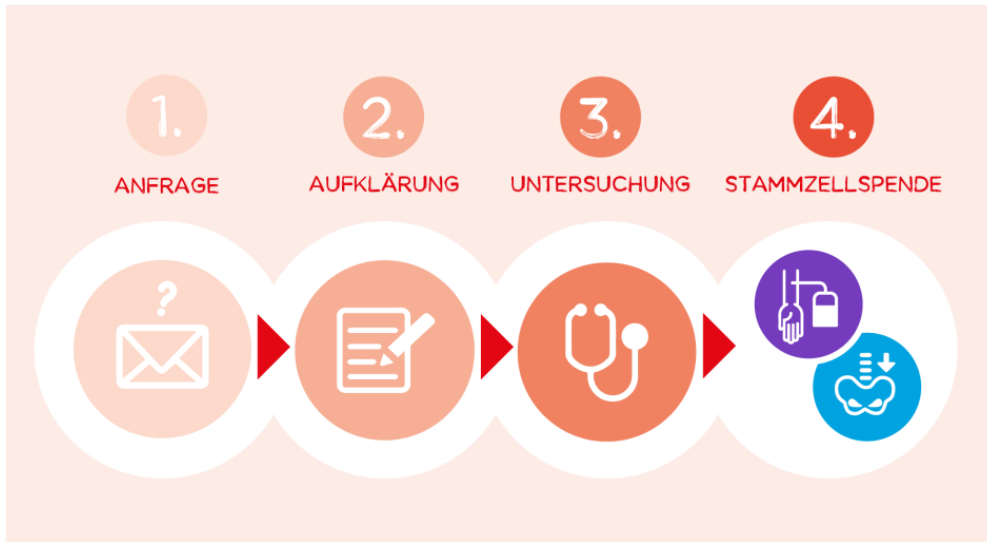 1.
2.
3.
4.
ANFRAGE
AUFKLÄRUNG
UNTERSUCHUNG
STAMMZELLSPENDE
?